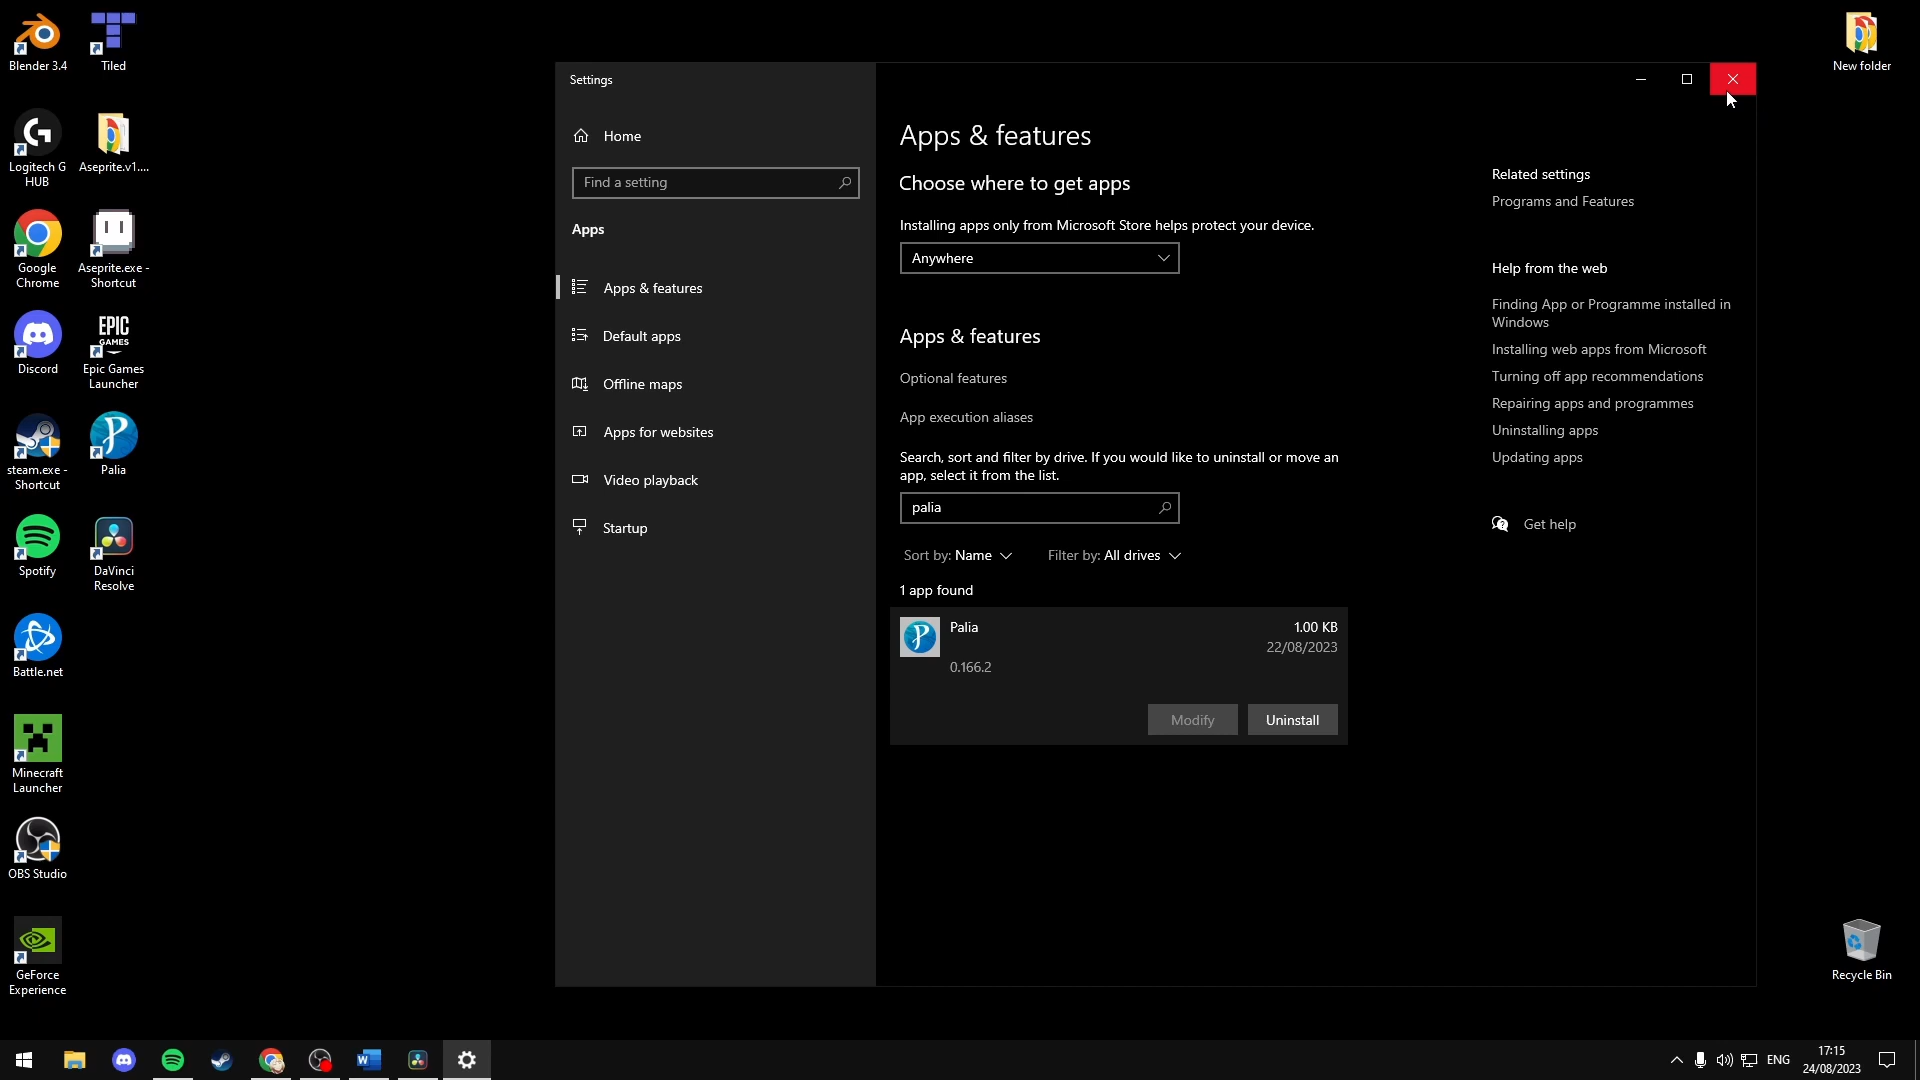 Blender 3.4
Tiled
Logitech G
HUB
Aseprite.v1....
Google
Chrome
Aseprite.exe -
Shortcut
Discord
EPIC
GAMES
Epic Games
Launcher
steam.exe -
Shortcut
Palia
Spotify
DaVinci
Resolve
Battle.net
Minecraft
Launcher
OBS Studio
GeForce
Experience
New folder
Recycle Bin
Settings
Home
Find a setting
Apps
Apps & features
Default apps
Offline maps
Apps for websites
Video playback
Startup
Apps & features
Choose where to get apps
Installing apps only from Microsoft Store helps protect your device.
Anywhere
Apps & features
Optional features
App execution aliases
Search, sort and filter by drive. If you would like to uninstall or move an
app, select it from the list.
palia
Sort by: Name
Filter by: All drives
1 app found
Palia
1.00 KB
22/08/2023
0.166.2
Modify
Uninstall
Related settings
Programs and Features
Help from the web
Finding App or Programme installed in
Windows
Installing web apps from Microsoft
Turning off app recommendations
Repairing apps and programmes
Uninstalling apps
Updating apps
Get help
ENG
17:15
24/08/2023